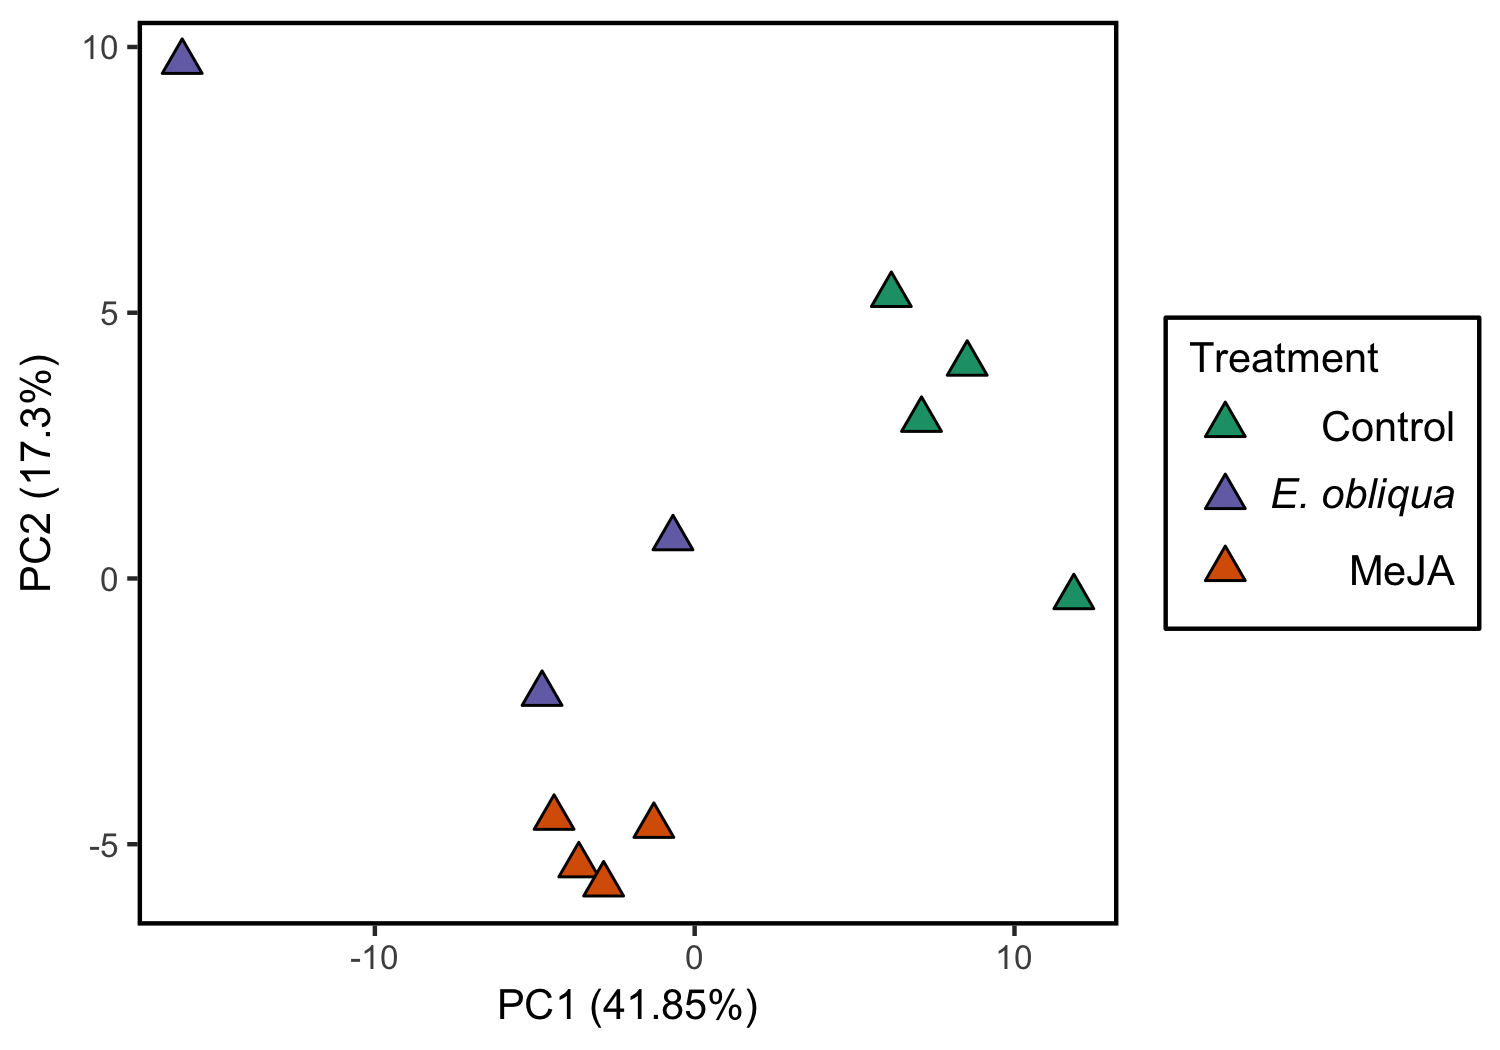 10
5
0
-5
PC2 (17.3%)
-10 0 10
PC1 (41.85%)
Treatment
Control
E. obliqua
MeJA